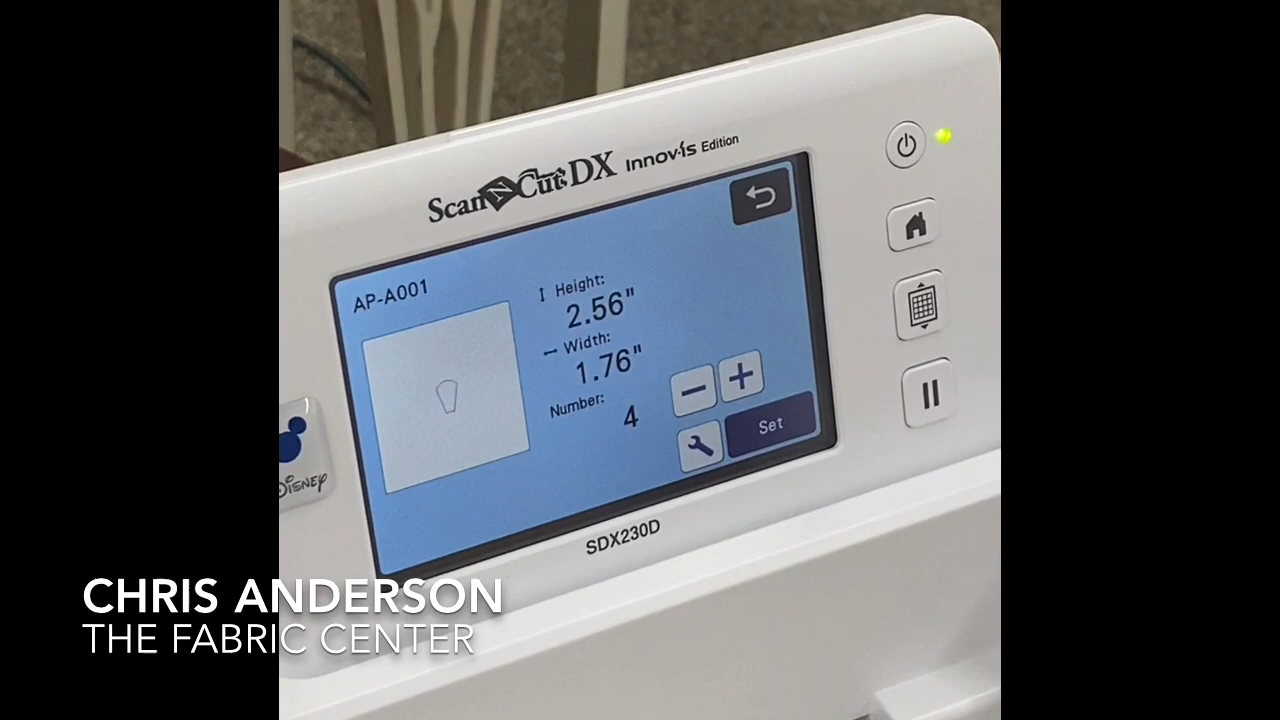 ScanNCut DX Innov-ís Edition
AP-A001
Height:
2.56"
Width:
1.76"
Number:
4
Set
Disney
SDX230D
CHRIS ANDERSON
THE FABRIC CENTER